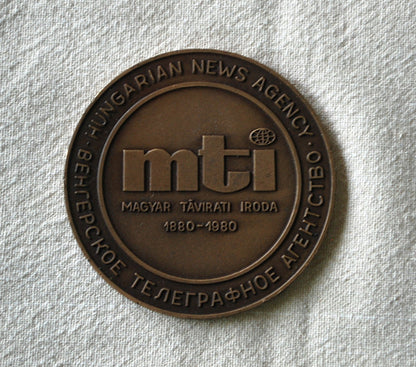 · HUNGARIAN NEWS AGENCY ·
mti
MAGYAR TÁVIRATI IRODA
1880-1980
ВЕНГЕРСКОЕ ТЕЛЕГРАФНОЕ АГЕНТСТВО